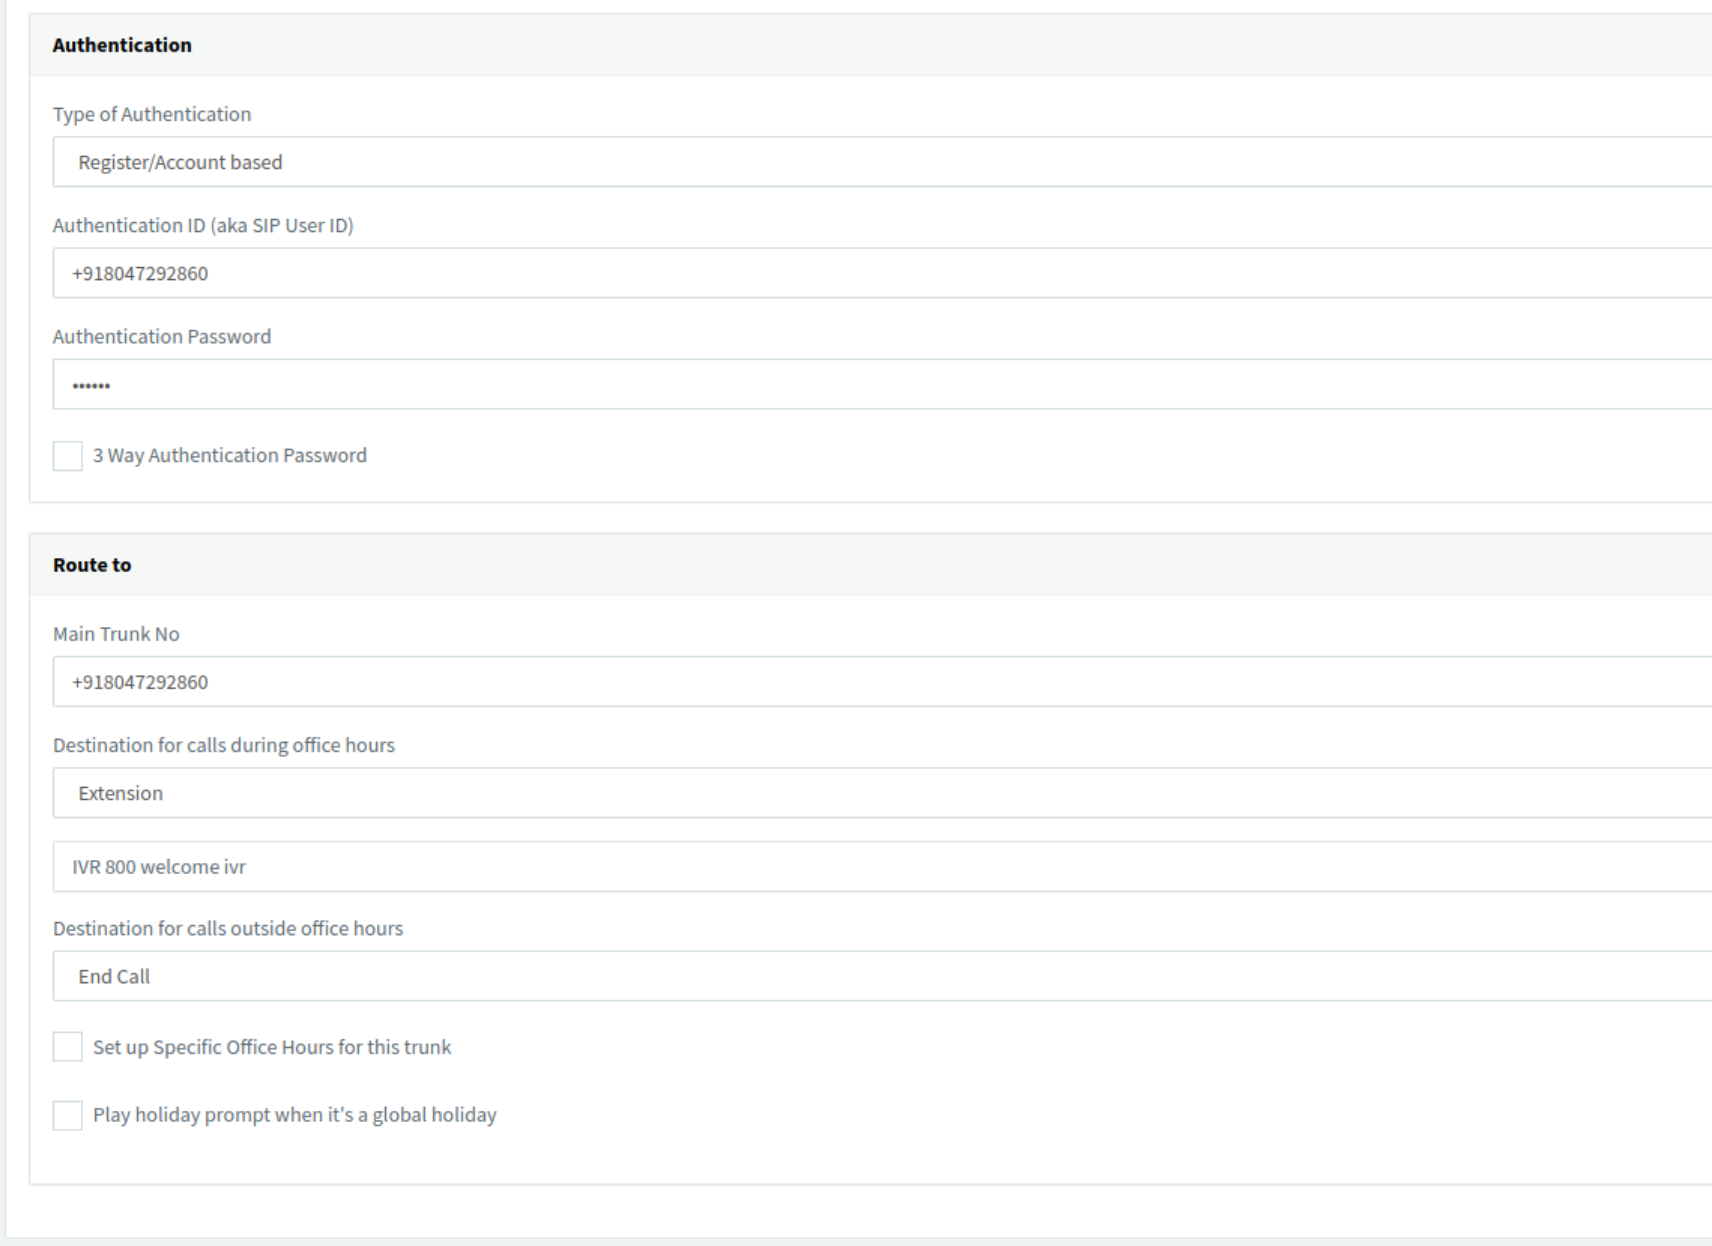 Authentication
Type of Authentication
Register/Account based
Authentication ID (aka SIP User ID)
+918047292860
Authentication Password
••••••
3 Way Authentication Password
Route to
Main Trunk No
+918047292860
Destination for calls during office hours
Extension
IVR 800 welcome ivr
Destination for calls outside office hours
End Call
Set up Specific Office Hours for this trunk
Play holiday prompt when it's a global holiday